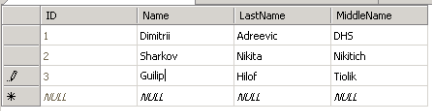 ID Name LastName MiddleName
1 Dimitrii Adreevic DHS
2 Sharkov Nikita Nikitich
3 Guilip Hilof Tiolik
NULL NULL NULL NULL